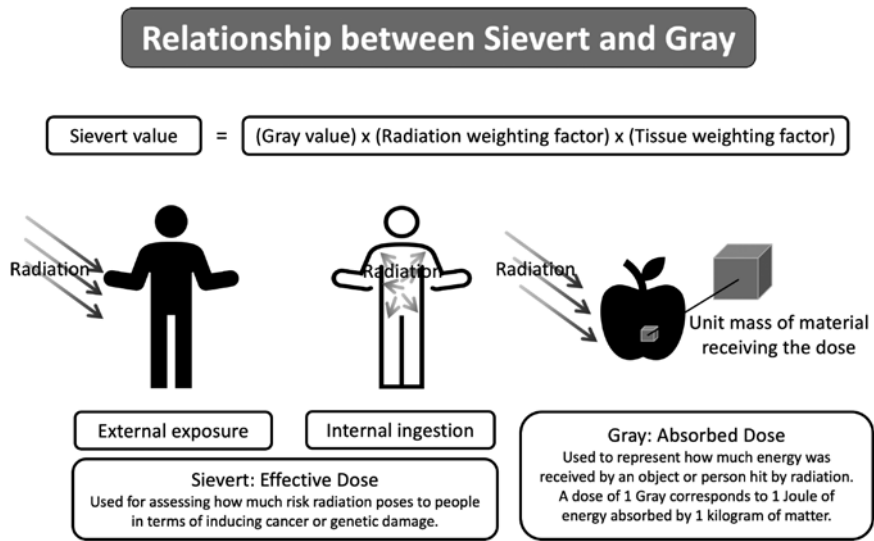 Relationship between Sievert and Gray
Sievert value = (Gray value) x (Radiation weighting factor) x (Tissue weighting factor)
Radiation
Radiation
Radiation
Unit mass of material
receiving the dose
External exposure
Internal ingestion
Sievert: Effective Dose
Used for assessing how much risk radiation poses to people
in terms of inducing cancer or genetic damage.
Gray: Absorbed Dose
Used to represent how much energy was
received by an object or person hit by radiation.
A dose of 1 Gray corresponds to 1 Joule of
energy absorbed by 1 kilogram of matter.